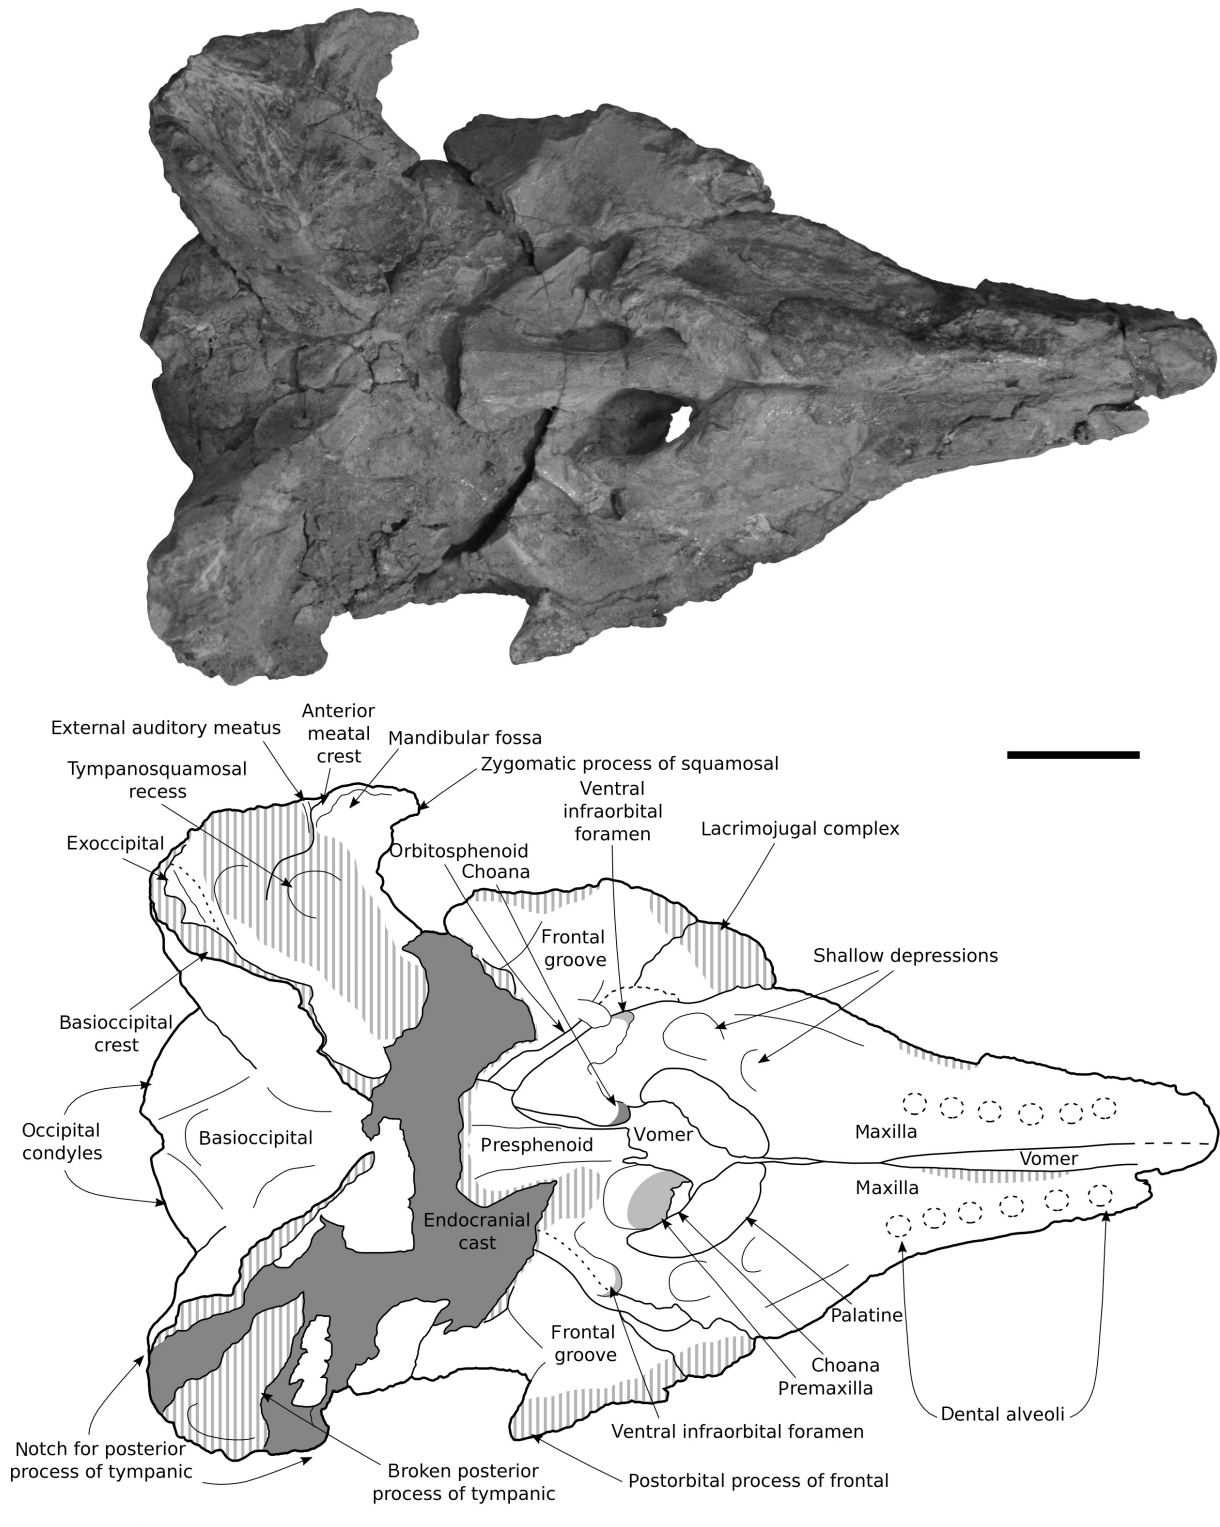 External auditory meatus
Anterior
meatal
crest
Mandibular fossa
Zygomatic process of squamosal
Tympanosquamosal
recess
Ventral
infraorbital
foramen
Lacrimojugal complex
Exoccipital
Orbitosphenoid
Choana
Frontal
groove
Shallow depressions
Basioccipital
crest
Occipital
condyles
Basioccipital
Presphenoid
Vomer
Maxilla
Vomer
Maxilla
Endocranial
cast
Palatine
Frontal
groove
Choana
Premaxilla
Dental alveoli
Ventral infraorbital foramen
Notch for posterior
process of tympanic
Broken posterior
process of tympanic
Postorbital process of frontal